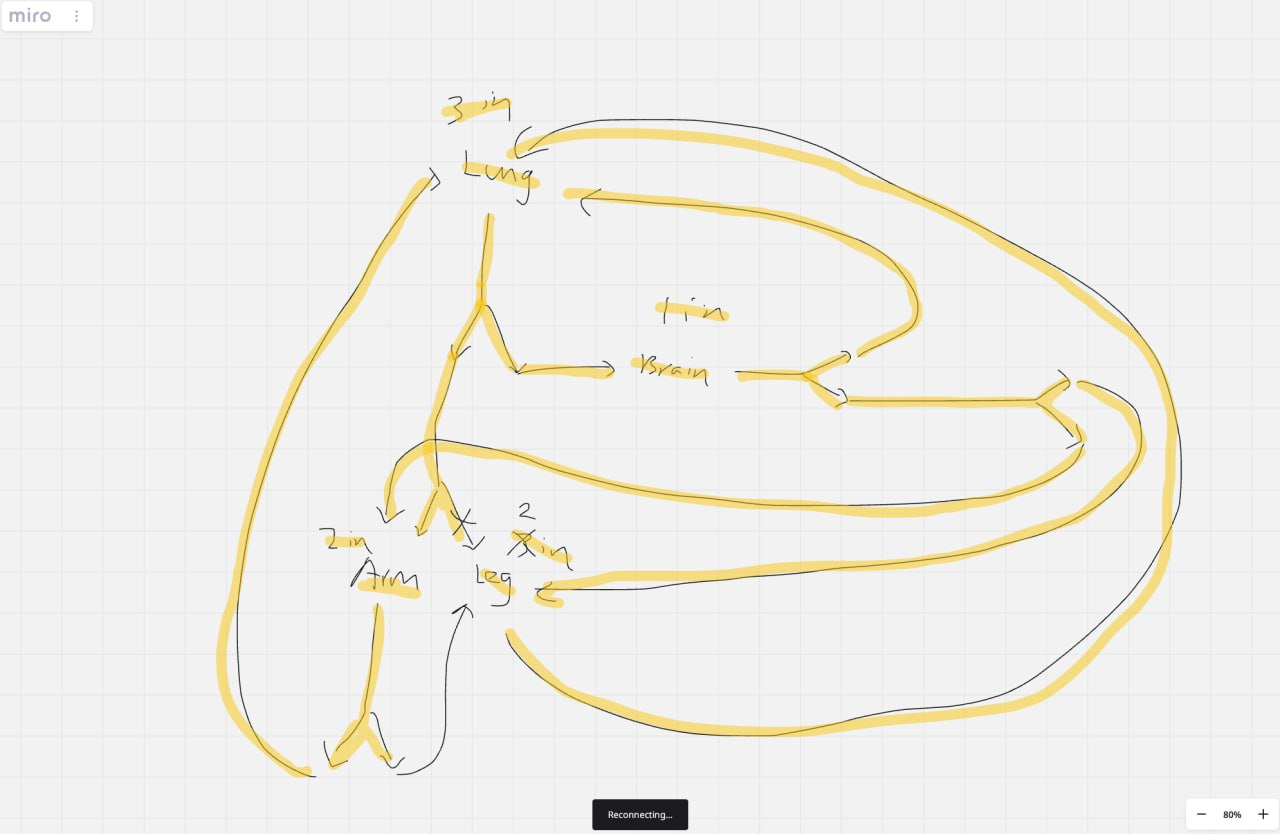 miro
3 in
Lung
1 in
Brain
2
2 in
3 in
Arm
Leg
Reconnecting...
80%